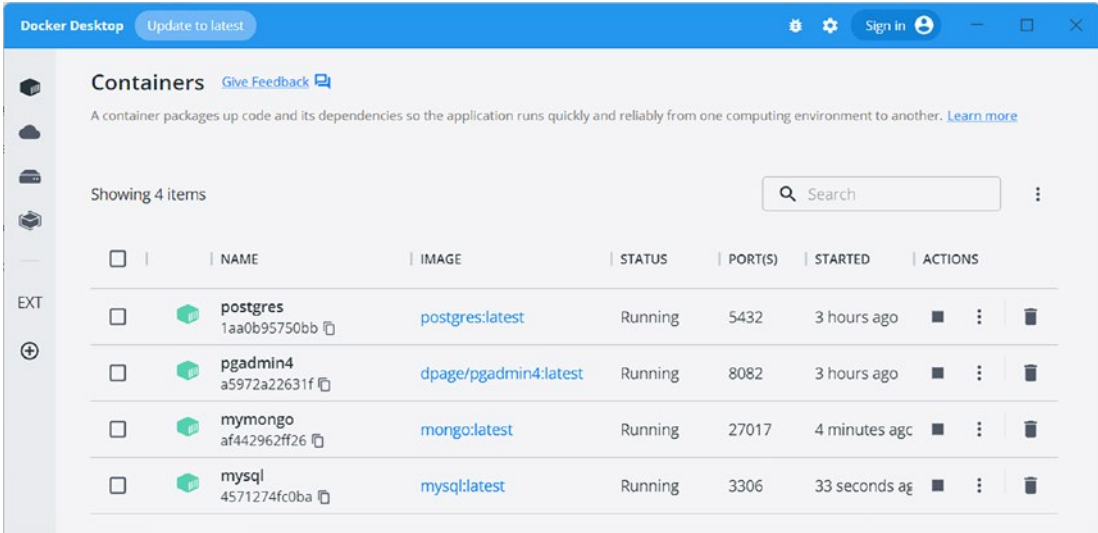 Docker Desktop Update to latest Sign in
Containers Give Feedback
A container packages up code and its dependencies so the application runs quickly and reliably from one computing environment to another. Learn more
Showing 4 items Search
NAME IMAGE STATUS PORT(S) STARTED ACTIONS
EXT
postgres
1aa0b95750bb postgres:latest Running 5432 3 hours ago
pgadmin4
a5972a22631f dpage/pgadmin4:latest Running 8082 3 hours ago
mymongo
af442962ff26 mongo:latest Running 27017 4 minutes agc
mysql
4571274fc0ba mysql:latest Running 3306 33 seconds ag